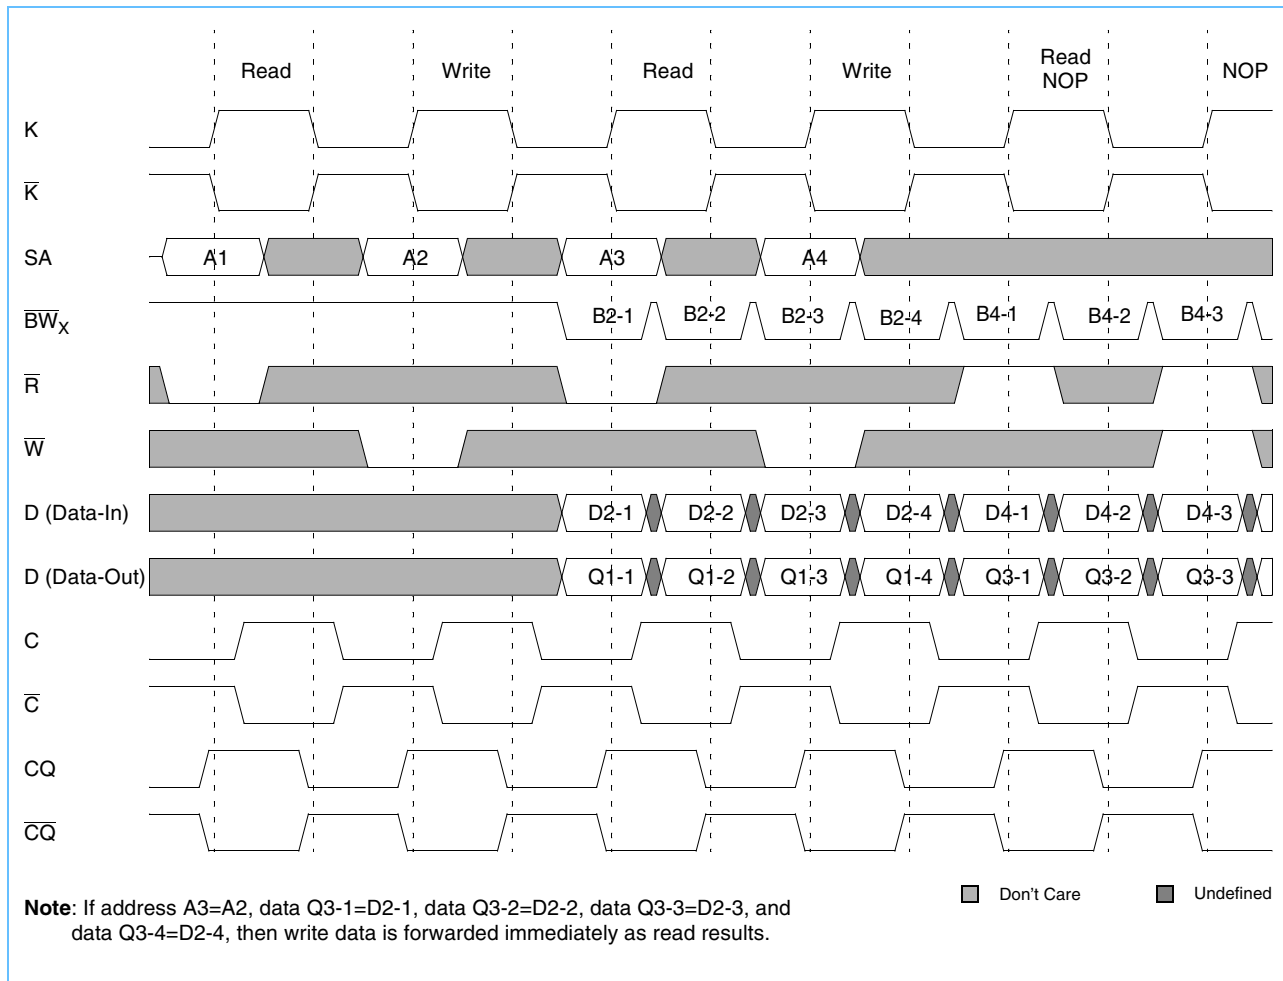 Read Write Read Write Read NOP NOP
K
K̅
SA A1 A2 A3 A4
B̅W̅X B2-1 B2-2 B2-3 B2-4 B4-1 B4-2 B4-3
R̅
W̅
D (Data-In) D2-1 D2-2 D2-3 D2-4 D4-1 D4-2 D4-3
D (Data-Out) Q1-1 Q1-2 Q1-3 Q1-4 Q3-1 Q3-2 Q3-3
C
C̅
CQ
C̅Q̅
Don't Care Undefined
Note: If address A3=A2, data Q3-1=D2-1, data Q3-2=D2-2, data Q3-3=D2-3, and
data Q3-4=D2-4, then write data is forwarded immediately as read results.